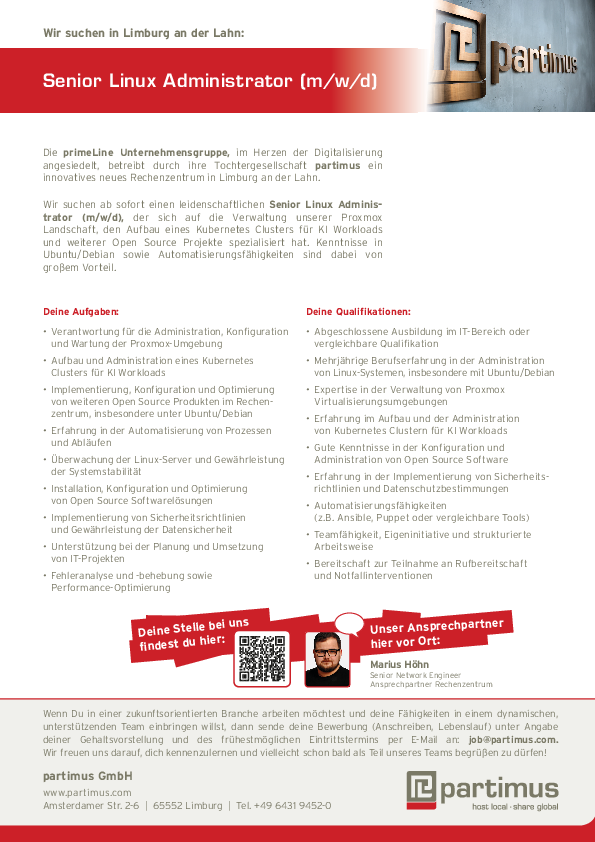 Wir suchen in Limburg an der Lahn:
Senior Linux Administrator (m/w/d)
partimus
Die primeLine Unternehmensgruppe, im Herzen der Digitalisierung
angesiedelt, betreibt durch ihre Tochtergesellschaft partimus ein
innovatives neues Rechenzentrum in Limburg an der Lahn.
Wir suchen ab sofort einen leidenschaftlichen Senior Linux Adminis-
trator (m/w/d), der sich auf die Verwaltung unserer Proxmox
Landschaft, den Aufbau eines Kubernetes Clusters für KI Workloads
und weiterer Open Source Projekte spezialisiert hat. Kenntnisse in
Ubuntu/Debian sowie Automatisierungsfähigkeiten sind dabei von
großem Vorteil.
Deine Aufgaben:
• Verantwortung für die Administration, Konfiguration
und Wartung der Proxmox-Umgebung
• Aufbau und Administration eines Kubernetes
Clusters für KI Workloads
• Implementierung, Konfiguration und Optimierung
von weiteren Open Source Produkten im Rechen-
zentrum, insbesondere unter Ubuntu/Debian
• Erfahrung in der Automatisierung von Prozessen
und Abläufen
• Überwachung der Linux-Server und Gewährleistung
der Systemstabilität
• Installation, Konfiguration und Optimierung
von Open Source Softwarelösungen
• Implementierung von Sicherheitsrichtlinien
und Gewährleistung der Datensicherheit
• Unterstützung bei der Planung und Umsetzung
von IT-Projekten
• Fehleranalyse und -behebung sowie
Performance-Optimierung
Deine Qualifikationen:
• Abgeschlossene Ausbildung im IT-Bereich oder
vergleichbare Qualifikation
• Mehrjährige Berufserfahrung in der Administration
von Linux-Systemen, insbesondere mit Ubuntu/Debian
• Expertise in der Verwaltung von Proxmox
Virtualisierungsumgebungen
• Erfahrung im Aufbau und der Administration
von Kubernetes Clustern für KI Workloads
• Gute Kenntnisse in der Konfiguration und
Administration von Open Source Software
• Erfahrung in der Implementierung von Sicherheits-
richtlinien und Datenschutzbestimmungen
• Automatisierungsfähigkeiten
(z.B. Ansible, Puppet oder vergleichbare Tools)
• Teamfähigkeit, Eigeninitiative und strukturierte
Arbeitsweise
• Bereitschaft zur Teilnahme an Rufbereitschaft
und Notfallinterventionen
Deine Stelle bei uns
findest du hier:
Unser Ansprechpartner
hier vor Ort:
Marius Höhn
Senior Network Engineer
Ansprechpartner Rechenzentrum
Wenn Du in einer zukunftsorientierten Branche arbeiten möchtest und deine Fähigkeiten in einem dynamischen,
unterstützenden Team einbringen willst, dann sende deine Bewerbung (Anschreiben, Lebenslauf) unter Angabe
deiner Gehaltsvorstellung und des frühestmöglichen Eintrittstermins per E-Mail an: job@partimus.com.
Wir freuen uns darauf, dich kennenzulernen und vielleicht schon bald als Teil unseres Teams begrüßen zu dürfen!
partimus GmbH
www.partimus.com
Amsterdamer Str. 2-6 | 65552 Limburg | Tel. +49 6431 9452-0
partimus
host local · share global